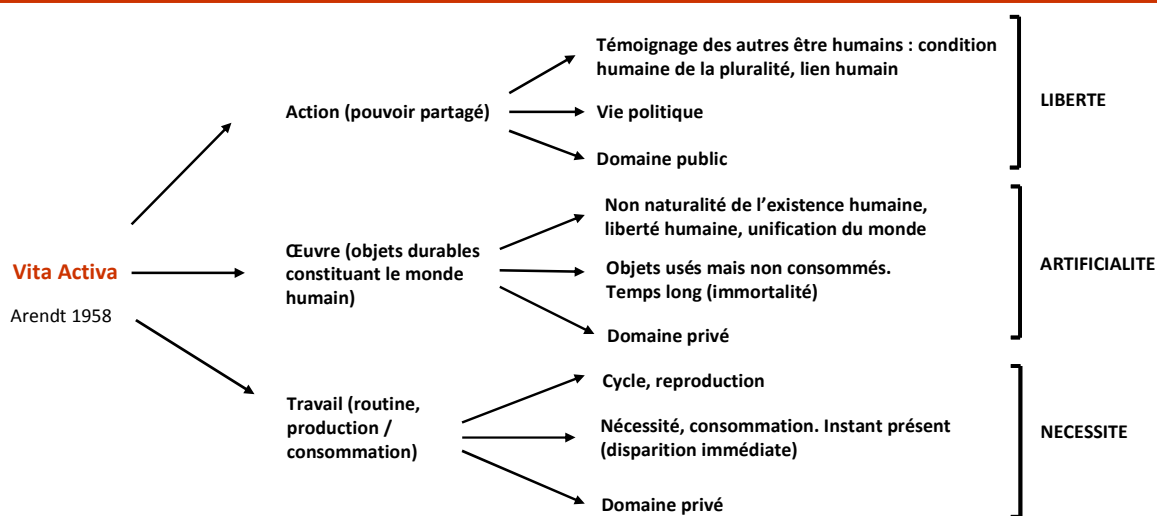 Témoignage des autres être humains : condition
humaine de la pluralité, lien humain
Action (pouvoir partagé)
Vie politique
Domaine public
LIBERTE
Vita Activa
Arendt 1958
Œuvre (objets durables
constituant le monde
humain)
Non naturalité de l’existence humaine,
liberté humaine, unification du monde
Objets usés mais non consommés.
Temps long (immortalité)
Domaine privé
ARTIFICIALITE
Travail (routine,
production /
consommation)
Cycle, reproduction
Nécessité, consommation. Instant présent
(disparition immédiate)
Domaine privé
NECESSITE